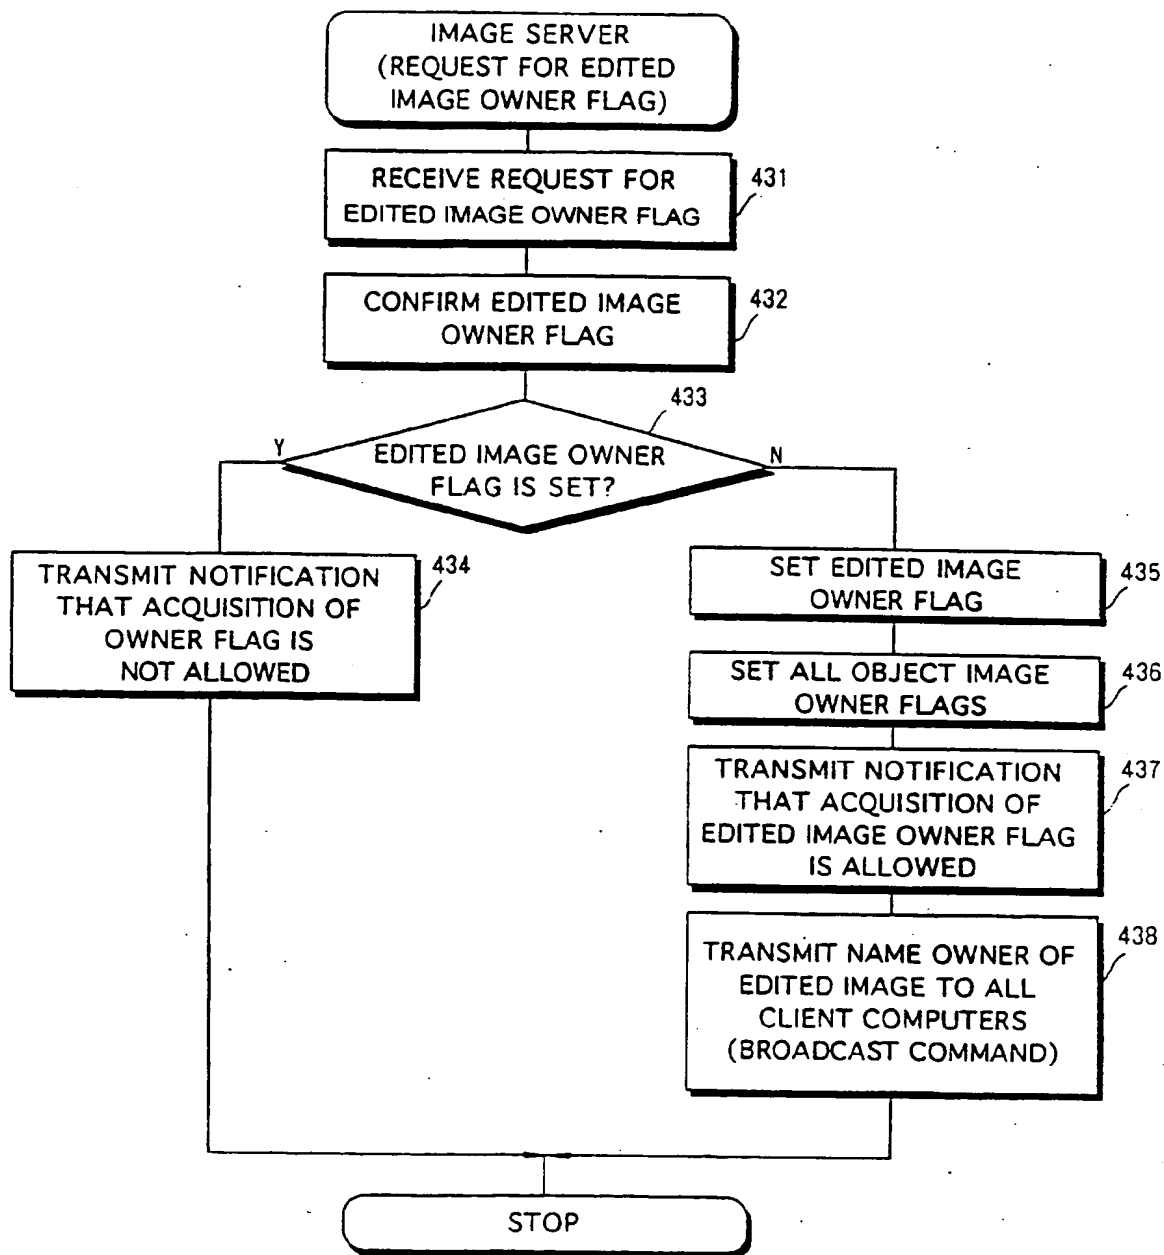 IMAGE SERVER
(REQUEST FOR EDITED
IMAGE OWNER FLAG)
RECEIVE REQUEST FOR
EDITED IMAGE OWNER FLAG
431
CONFIRM EDITED IMAGE
OWNER FLAG
432
433
Y
EDITED IMAGE OWNER
FLAG IS SET?
N
TRANSMIT NOTIFICATION
THAT ACQUISITION OF
OWNER FLAG IS
NOT ALLOWED
434
SET EDITED IMAGE
OWNER FLAG
435
SET ALL OBJECT IMAGE
OWNER FLAGS
436
TRANSMIT NOTIFICATION
THAT ACQUISITION OF
EDITED IMAGE OWNER FLAG
IS ALLOWED
437
TRANSMIT NAME OWNER OF
EDITED IMAGE TO ALL
CLIENT COMPUTERS
(BROADCAST COMMAND)
438
STOP